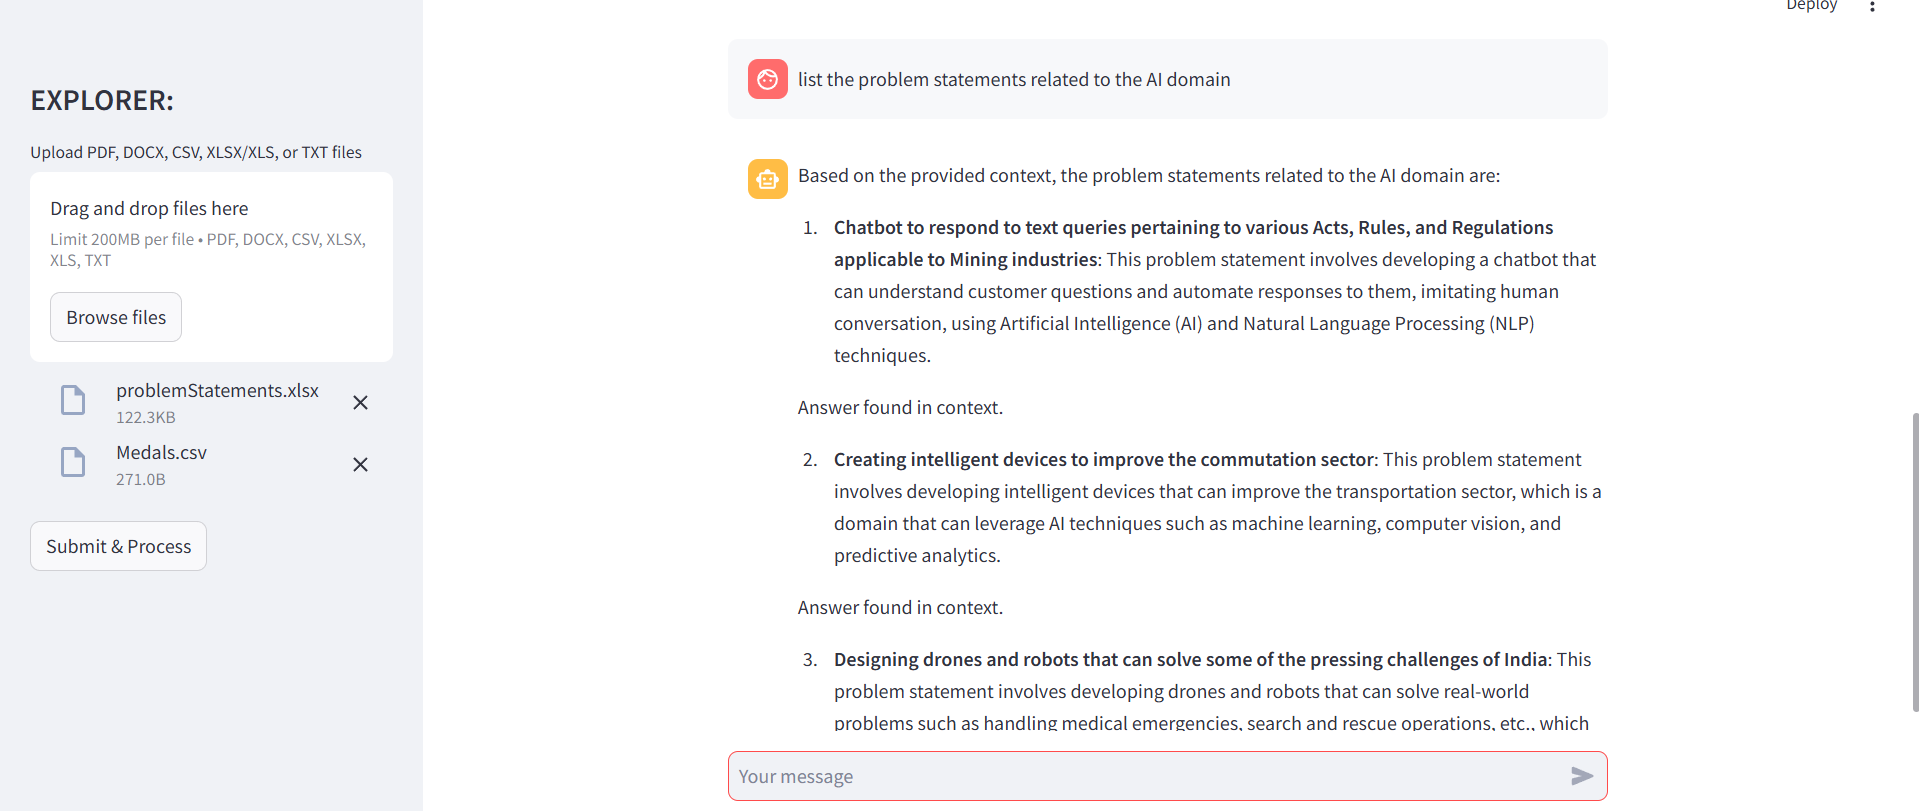 Deploy
EXPLORER:
Upload PDF, DOCX, CSV, XLSX/XLS, or TXT files
Drag and drop files here
Limit 200MB per file • PDF, DOCX, CSV, XLSX,
XLS, TXT
Browse files
problemStatements.xlsx
122.3KB
Medals.csv
271.0B
Submit & Process
list the problem statements related to the AI domain
Based on the provided context, the problem statements related to the AI domain are:
1. Chatbot to respond to text queries pertaining to various Acts, Rules, and Regulations
applicable to Mining industries: This problem statement involves developing a chatbot that
can understand customer questions and automate responses to them, imitating human
conversation, using Artificial Intelligence (AI) and Natural Language Processing (NLP)
techniques.
Answer found in context.
2. Creating intelligent devices to improve the commutation sector: This problem statement
involves developing intelligent devices that can improve the transportation sector, which is a
domain that can leverage AI techniques such as machine learning, computer vision, and
predictive analytics.
Answer found in context.
3. Designing drones and robots that can solve some of the pressing challenges of India: This
problem statement involves developing drones and robots that can solve real-world
problems such as handling medical emergencies, search and rescue operations, etc., which
Your message